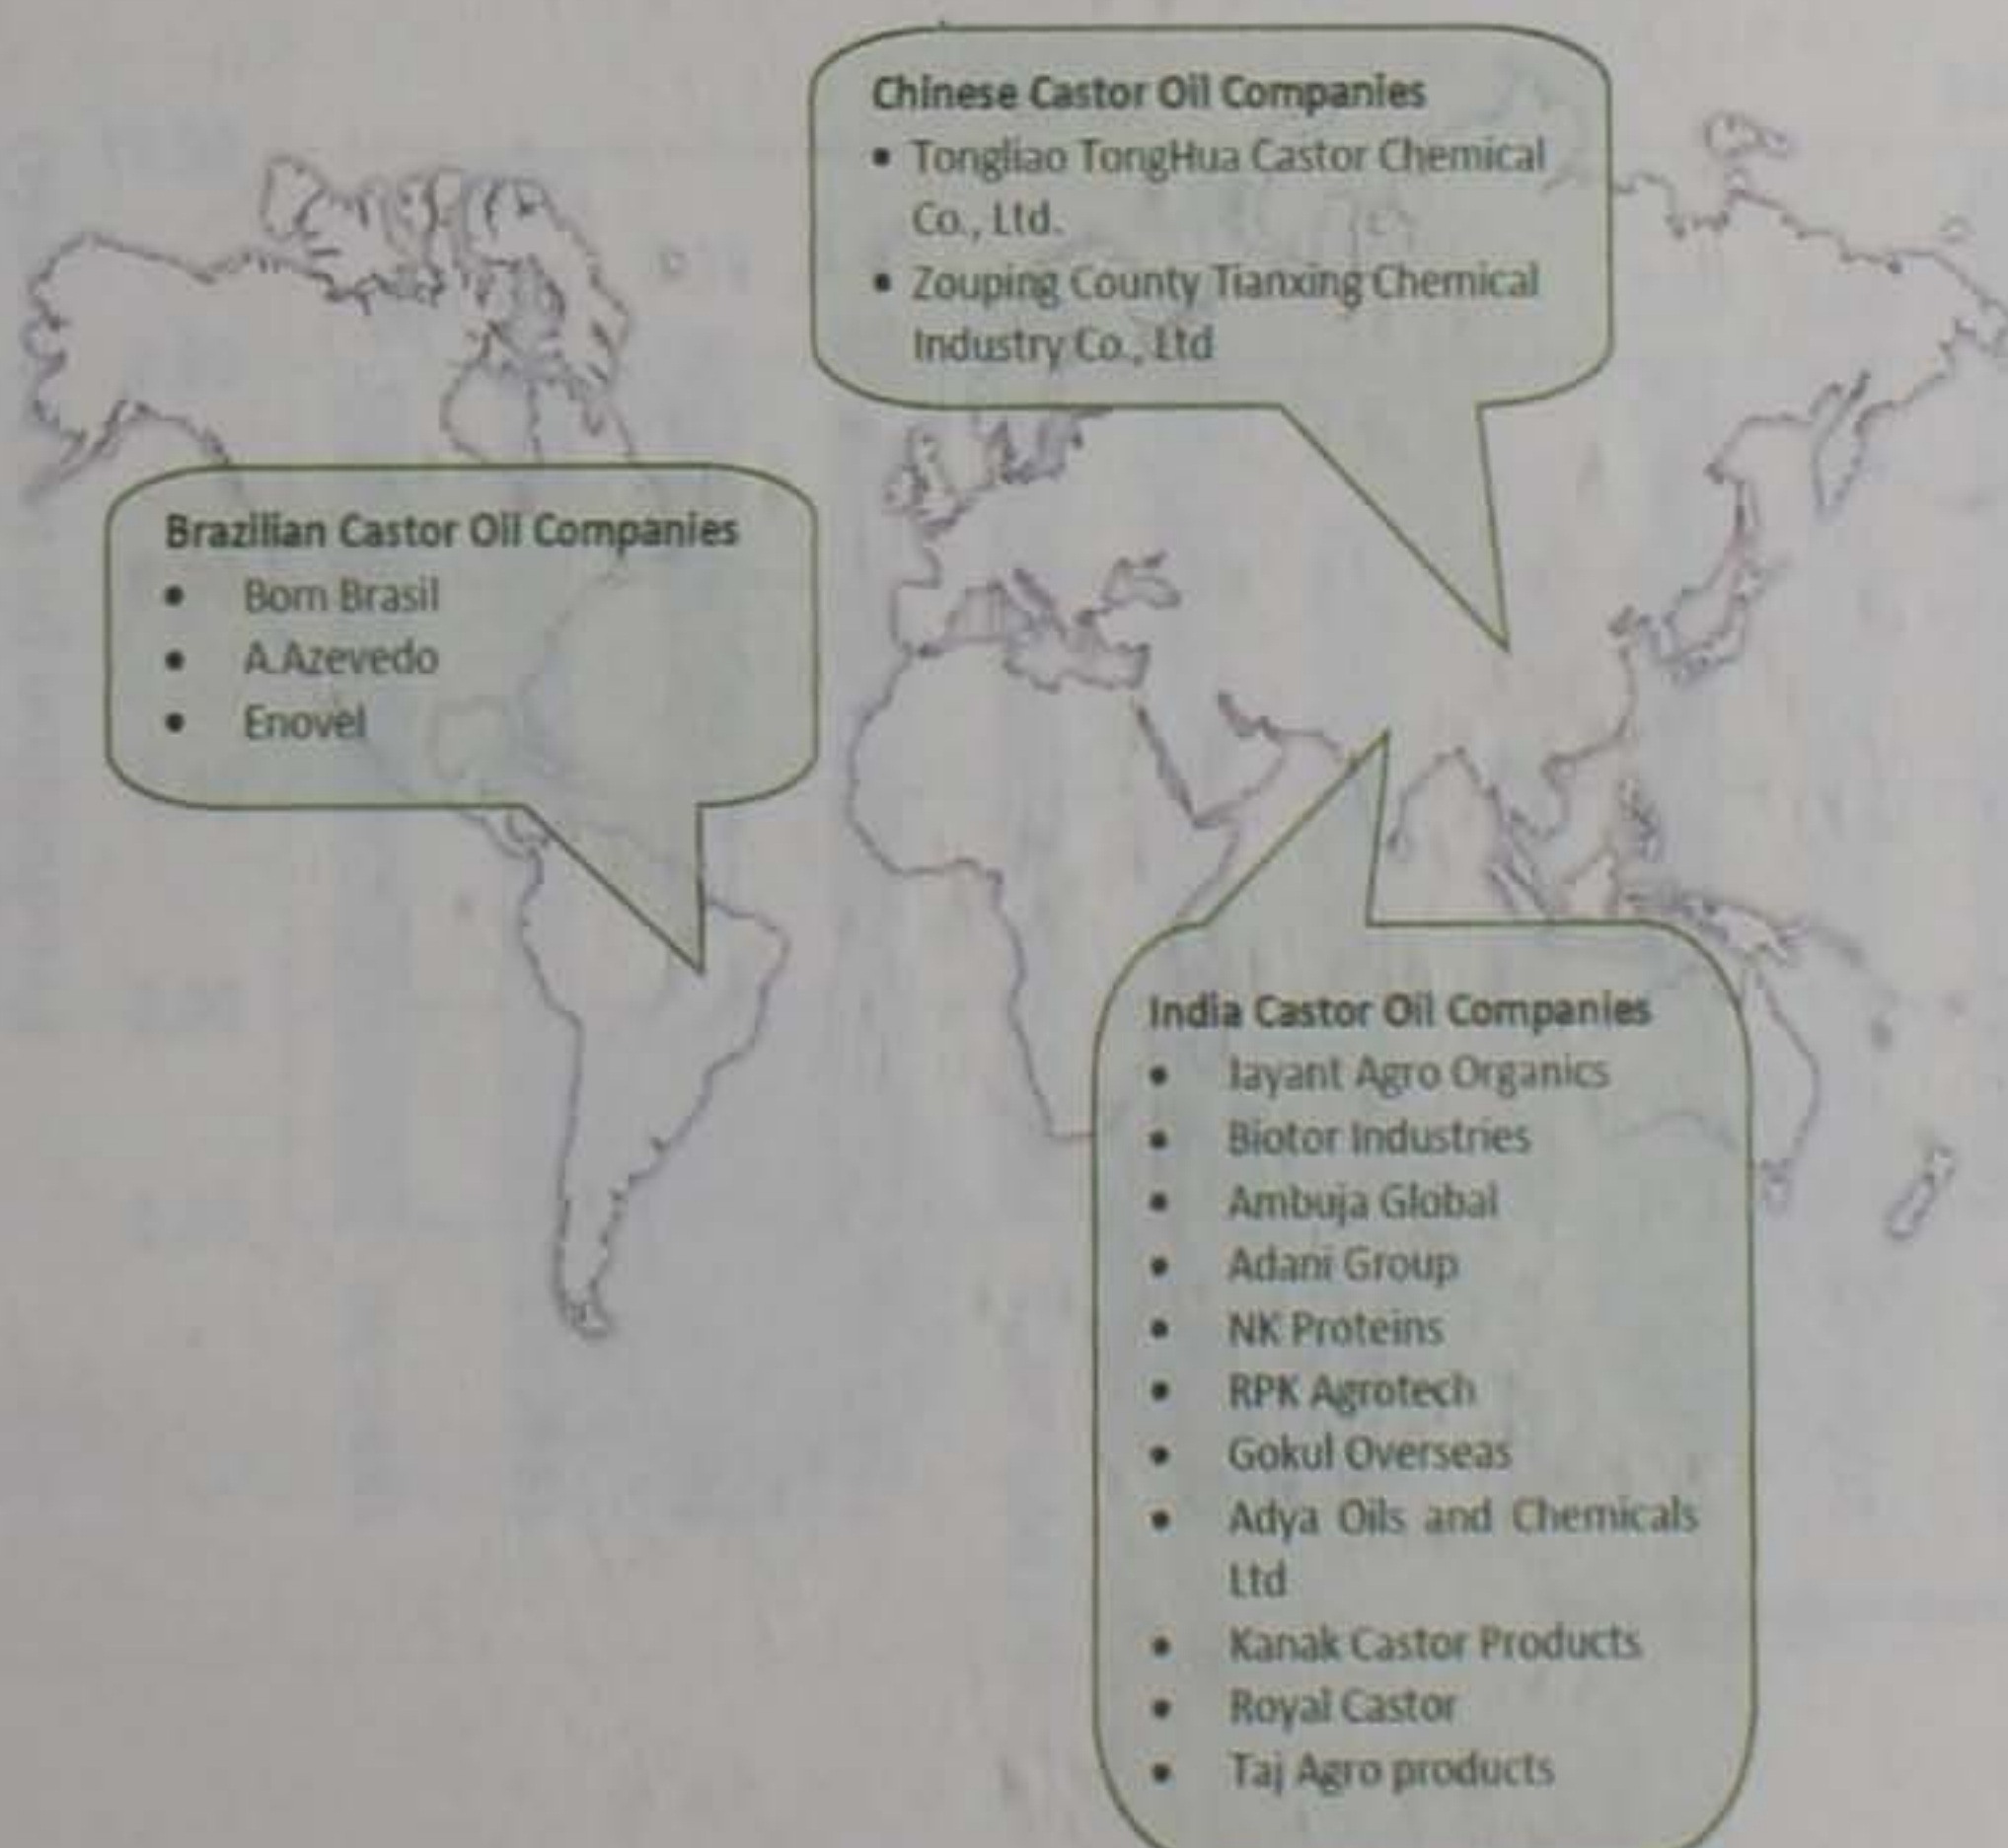 Chinese Castor Oil Companies
• Tongliao TongHua Castor Chemical
Co., Ltd.
• Zouping County Tianxing Chemical
Industry Co., Ltd
Brazilian Castor Oil Companies
• Bom Brasil
• A.Azevedo
• Enovel
India Castor Oil Companies
• Jayant Agro Organics
• Biotor Industries
• Ambuja Global
• Adani Group
• NK Proteins
• RPK Agrotech
• Gokul Overseas
• Adya Oils and Chemicals
Ltd
• Kanak Castor Products
• Royal Castor
• Taj Agro products